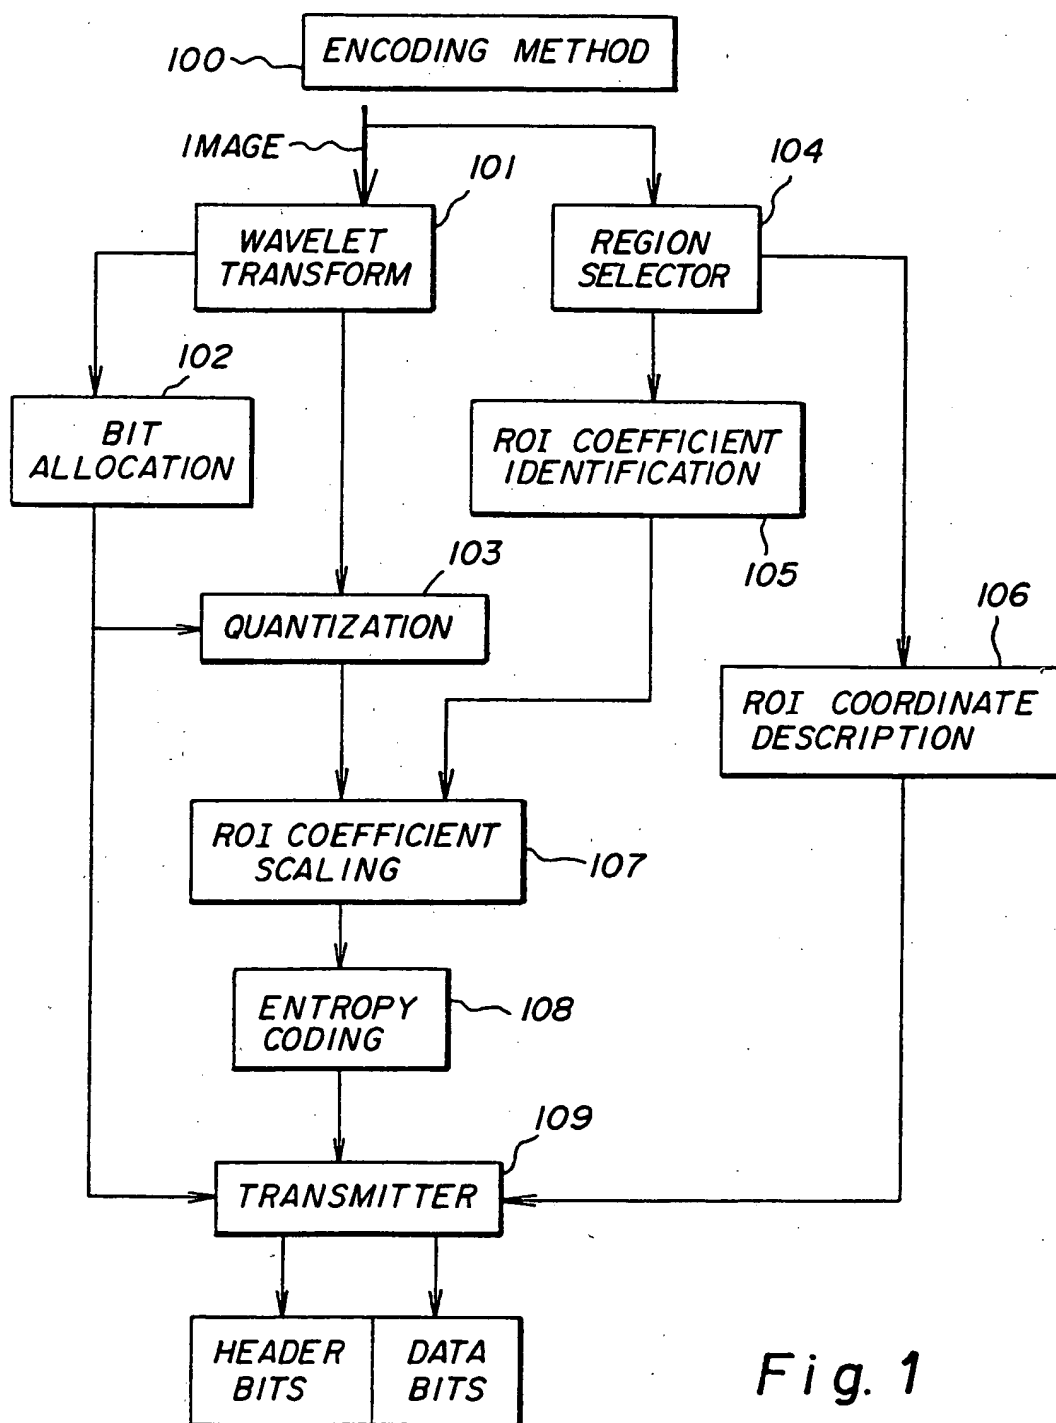 100
ENCODING METHOD
IMAGE
101
104
WAVELET
TRANSFORM
REGION
SELECTOR
102
BIT
ALLOCATION
ROI COEFFICIENT
IDENTIFICATION
103
105
QUANTIZATION
106
ROI COORDINATE
DESCRIPTION
ROI COEFFICIENT
SCALING
107
ENTROPY
CODING
108
109
TRANSMITTER
HEADER
BITS
DATA
BITS
Fig. 1